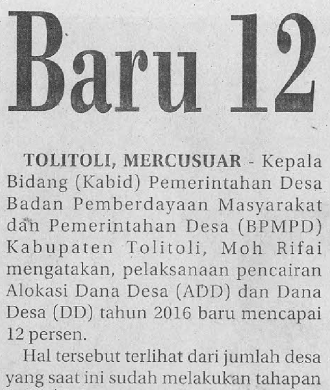 Baru 12
TOLITOLI, MERCUSUAR - Kepala
Bidang (Kabid) Pemerintahan Desa
Badan Pemberdayaan Masyarakat
dan Pemerintahan Desa (BPMPD)
Kabupaten Tolitoli, Moh Rifai
mengatakan, pelaksanaan pencairan
Alokasi Dana Desa (ADD) dan Dana
Desa (DD) tahun 2016 baru mencapai
12 persen.
Hal tersebut terlihat dari jumlah desa
yang saat ini sudah melakukan tahapan